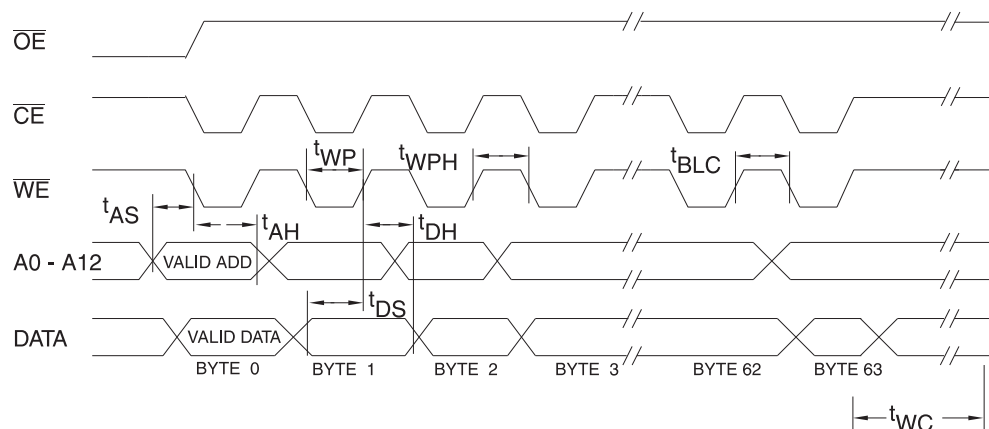 OE
CE
tWP tWPH tBLC
WE
tAS
tAH tDH
A0 - A12 VALID ADD
tDS
DATA VALID DATA
BYTE 0 BYTE 1 BYTE 2 BYTE 3 BYTE 62 BYTE 63
tWC